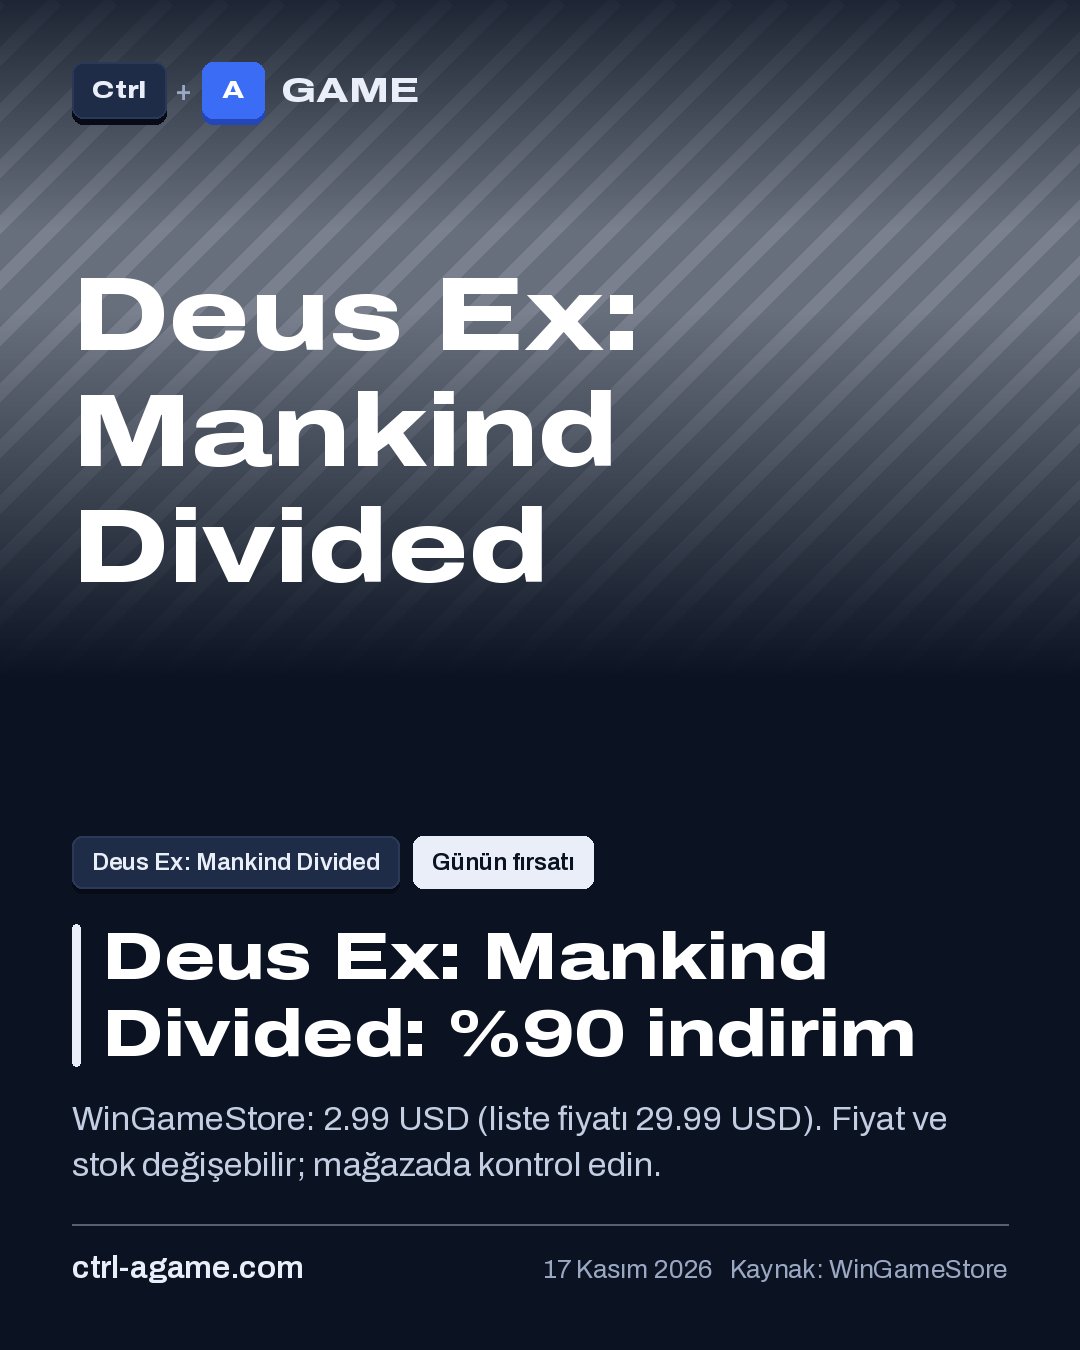 Ctrl + A GAME
Deus Ex:
Mankind
Divided
Deus Ex: Mankind Divided
Günün fırsatı
Deus Ex: Mankind
Divided: %90 indirim
WinGameStore: 2.99 USD (liste fiyatı 29.99 USD). Fiyat ve
stok değişebilir; mağazada kontrol edin.
ctrl-agame.com
17 Kasım 2026 Kaynak: WinGameStore